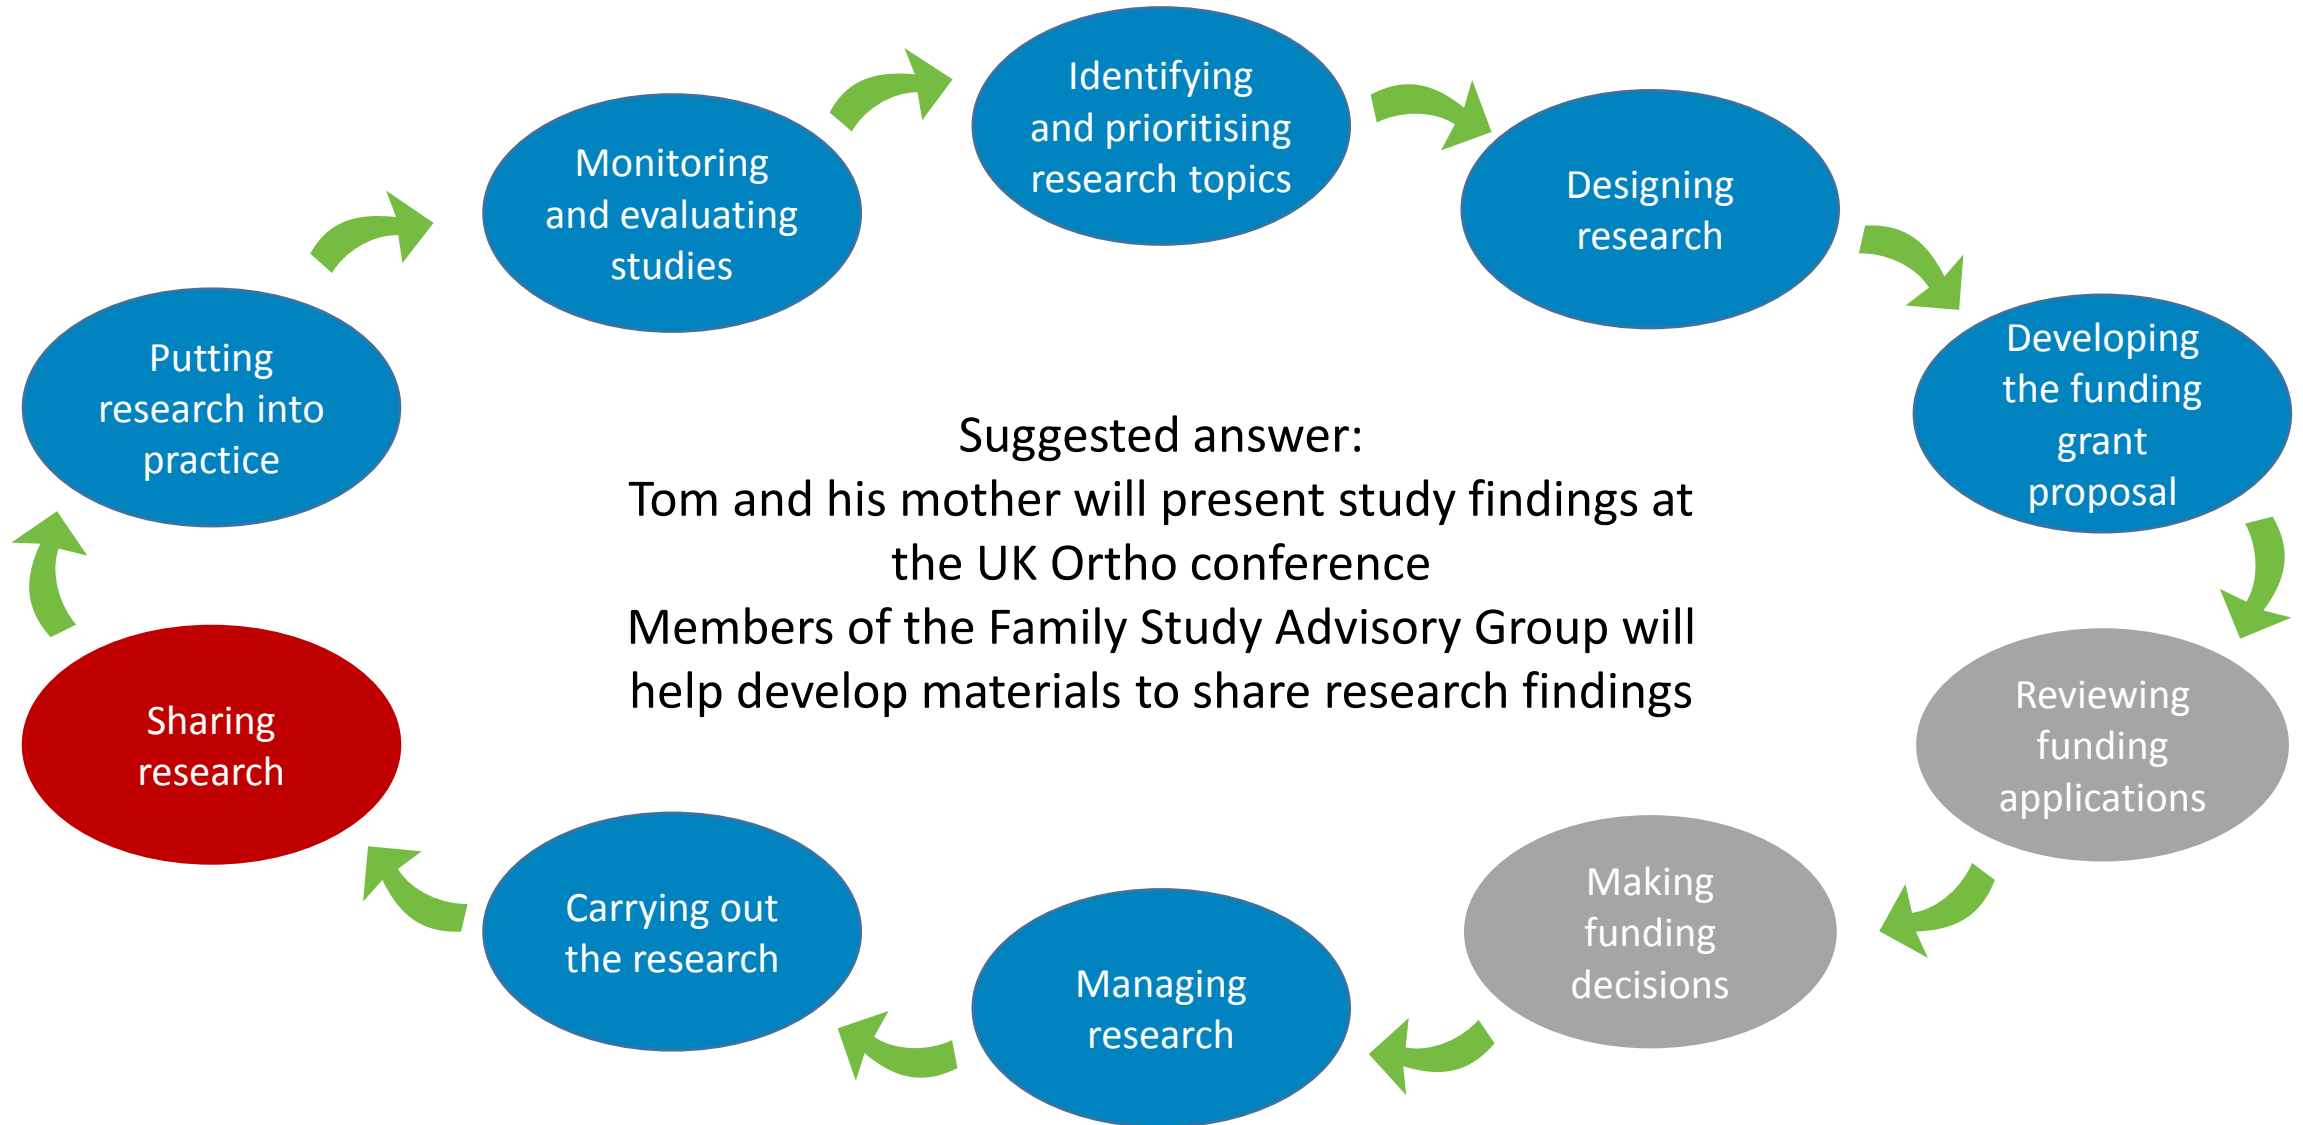 Identifying
and prioritising
research topics
Designing
research
Developing
the funding
grant
proposal
Reviewing
funding
applications
Making
funding
decisions
Managing
research
Carrying out
the research
Sharing
research
Putting
research into
practice
Monitoring
and evaluating
studies
Suggested answer:
Tom and his mother will present study findings at
the UK Ortho conference
Members of the Family Study Advisory Group will
help develop materials to share research findings